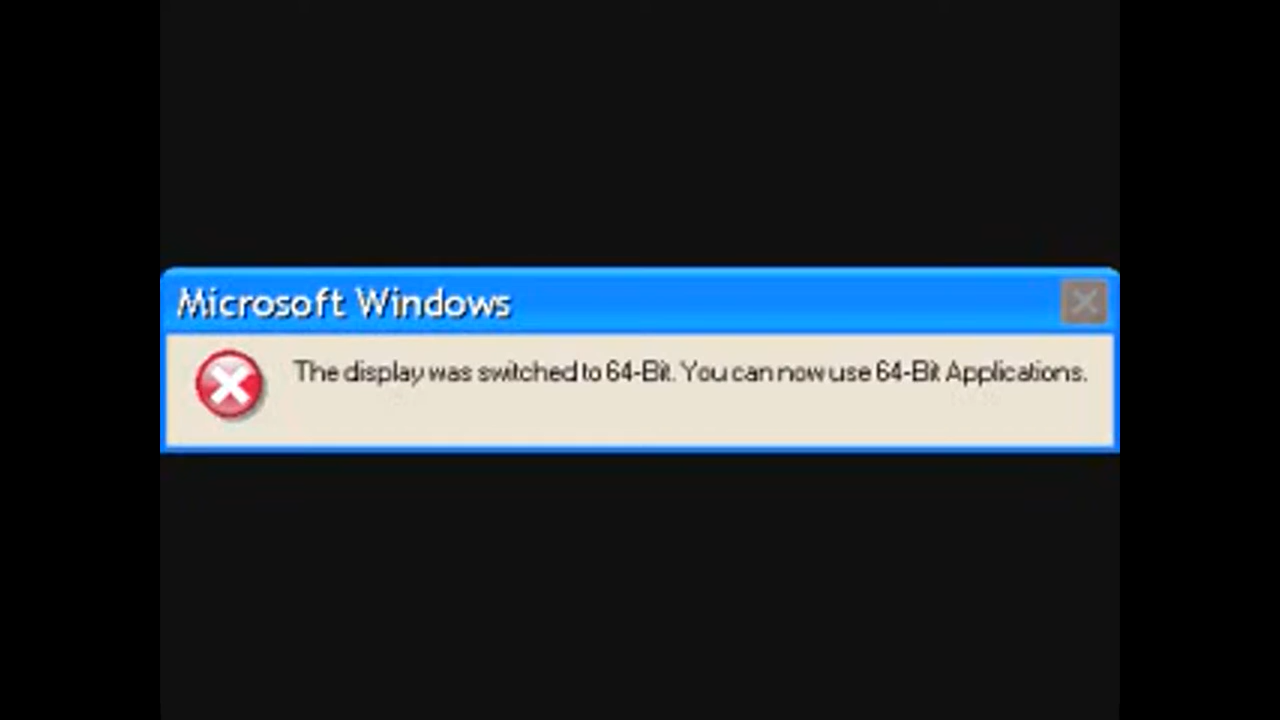 Microsoft Windows
The display was switched to 64-Bit. You can now use 64-Bit Applications.